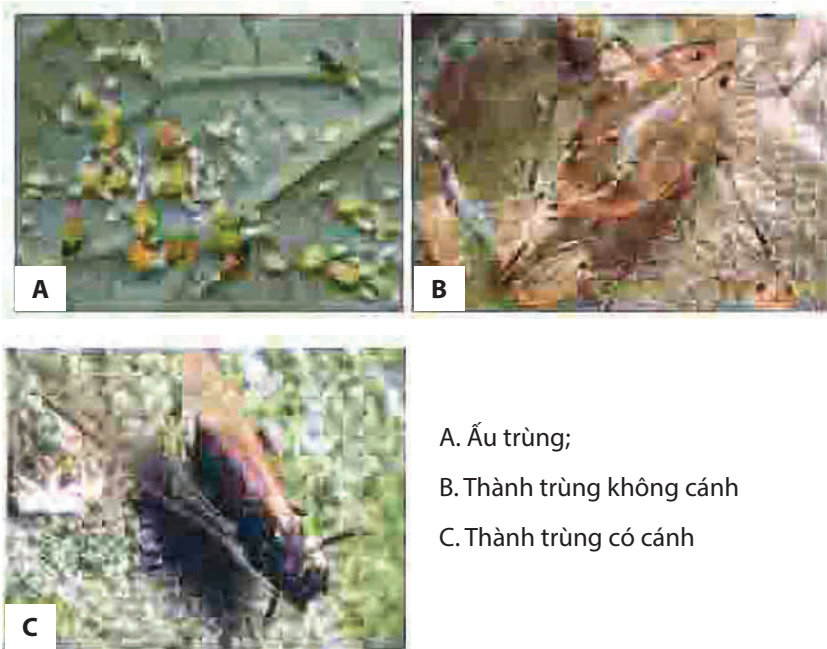 A
B
C
A. Ấu trùng;
B. Thành trùng không cánh
C. Thành trùng có cánh